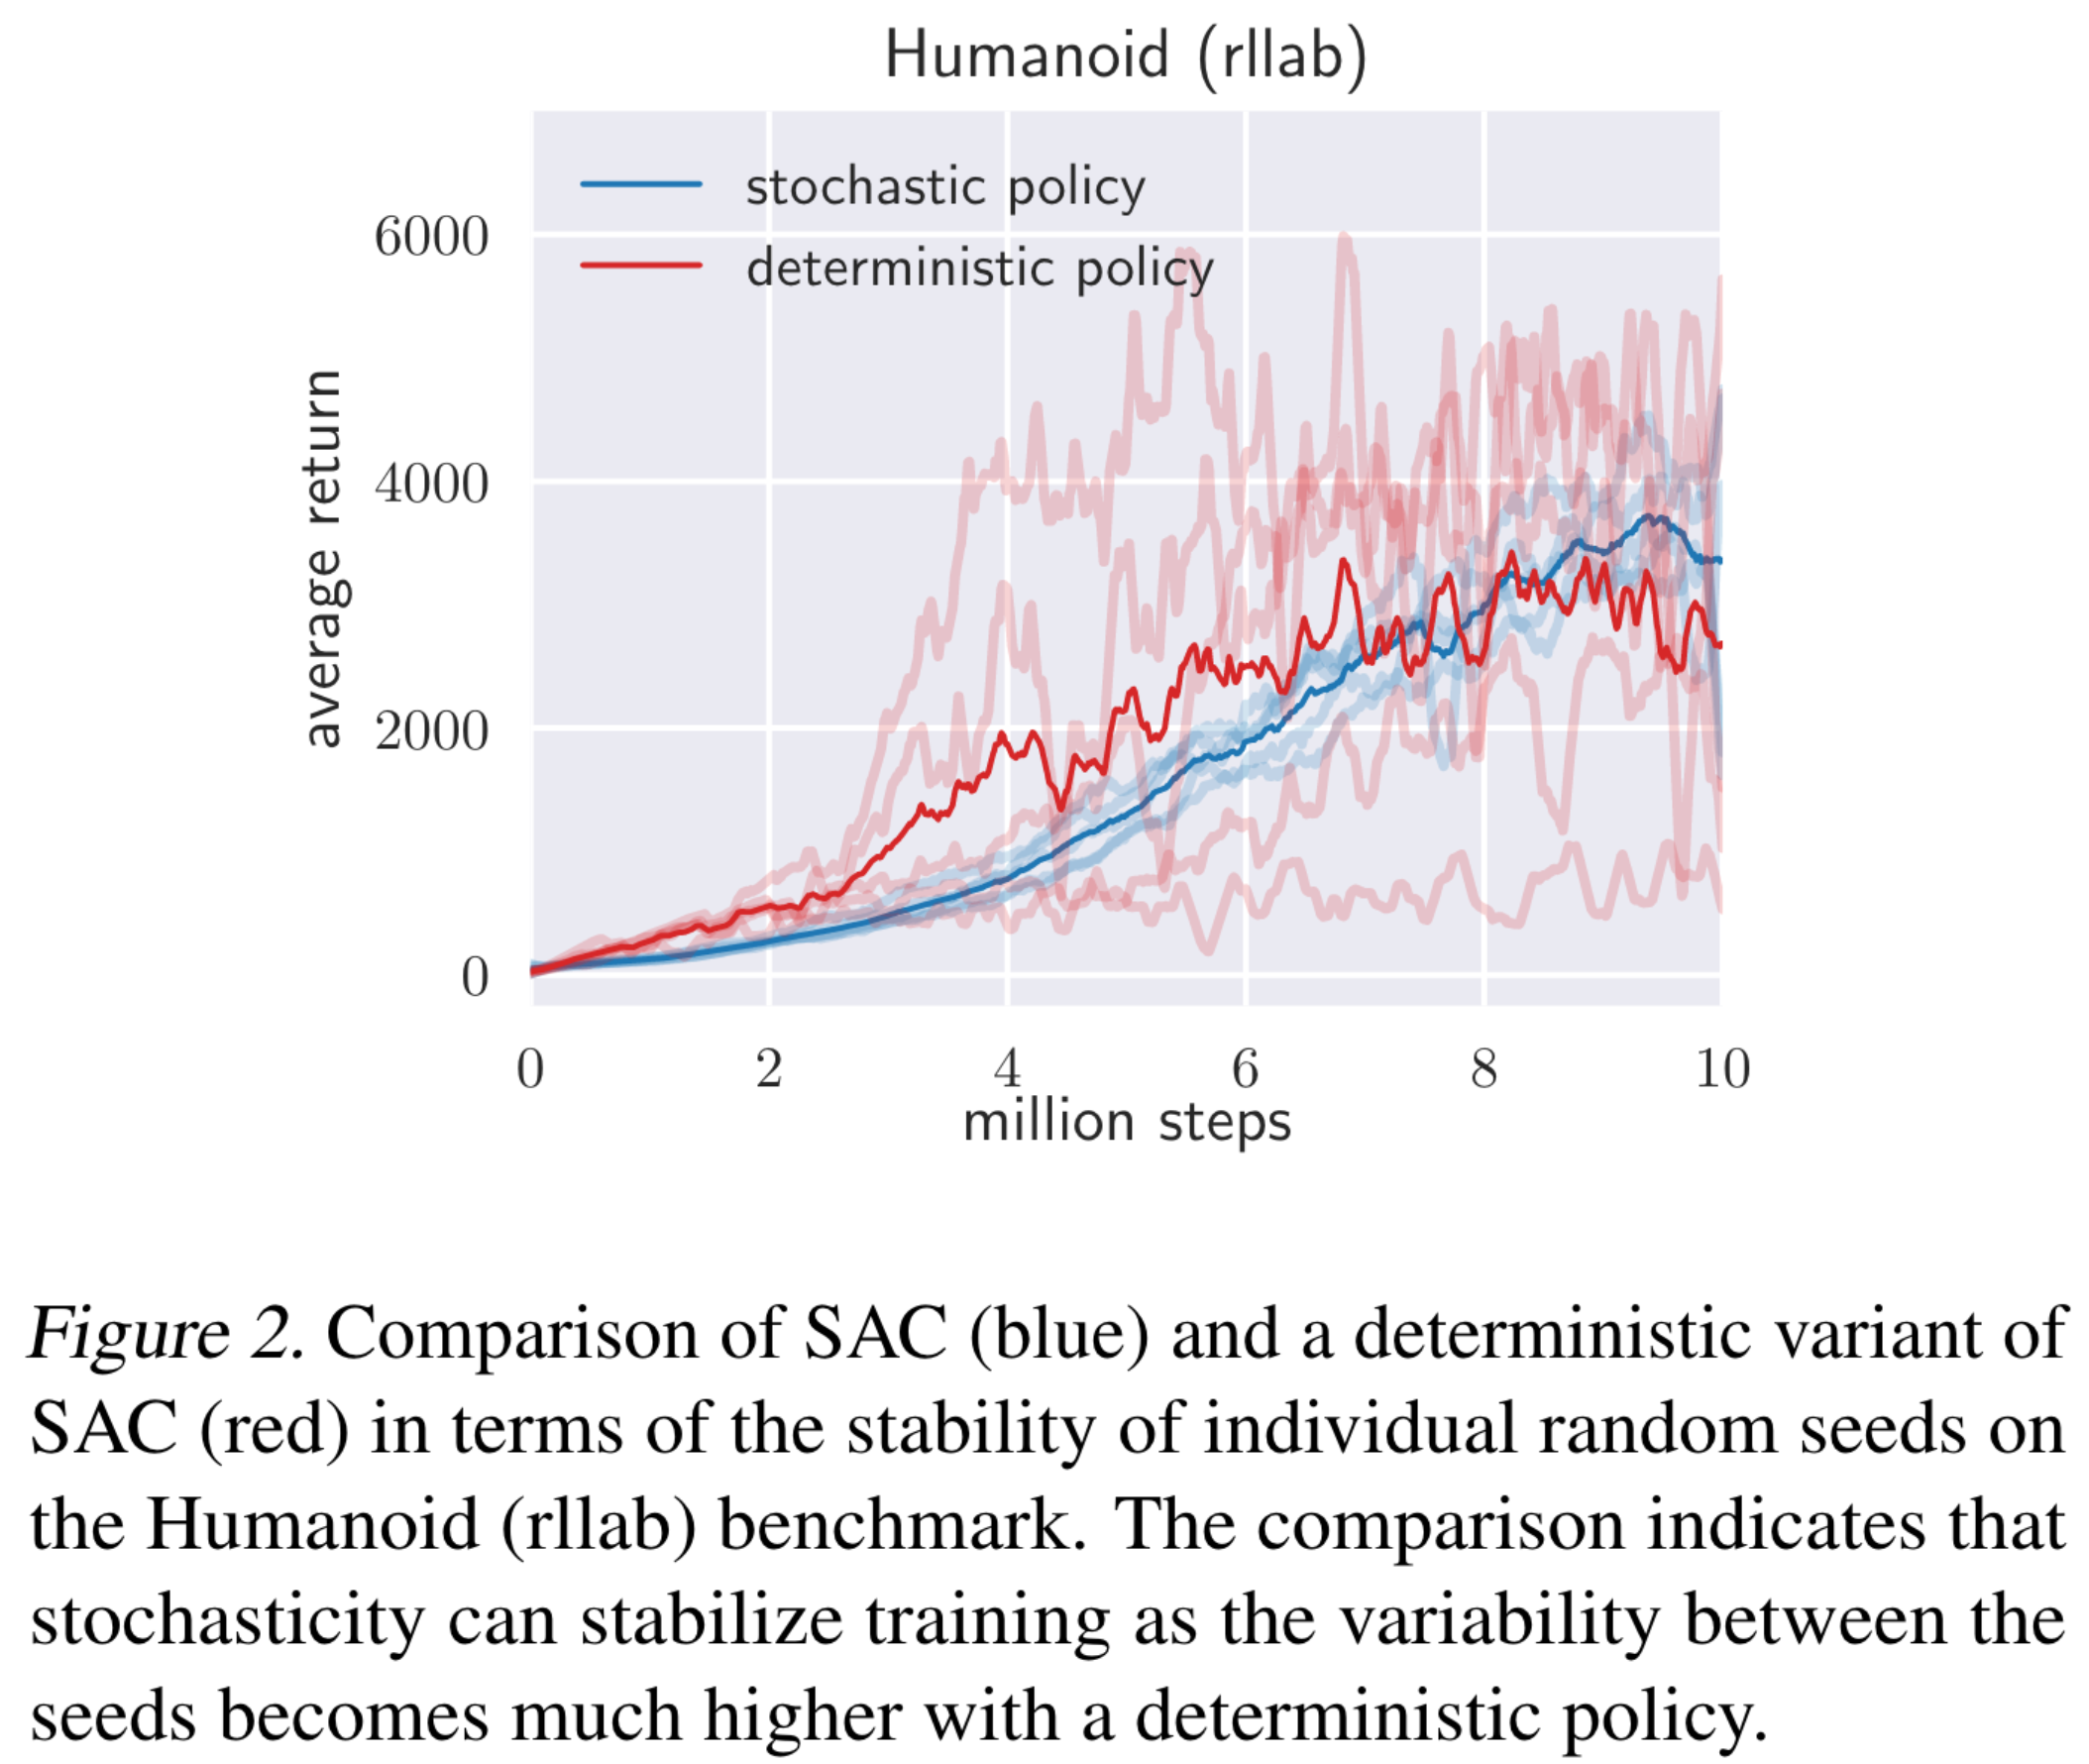 Humanoid (rllab)
stochastic policy
deterministic policy
6000
4000
2000
0
average return
0 2 4 6 8 10
million steps
Figure 2. Comparison of SAC (blue) and a deterministic variant of
SAC (red) in terms of the stability of individual random seeds on
the Humanoid (rllab) benchmark. The comparison indicates that
stochasticity can stabilize training as the variability between the
seeds becomes much higher with a deterministic policy.